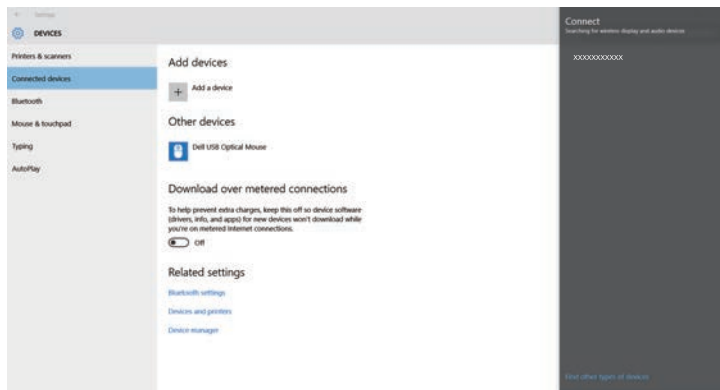 Settings
DEVICES
Printers & scanners
Connected devices
Bluetooth
Mouse & touchpad
Typing
AutoPlay
Add devices
Add a device
Other devices
Dell USB Optical Mouse
Download over metered connections
To help prevent extra charges, keep this off so device software
(drivers, info, and apps) for new devices won't download while
you're on metered Internet connections.
Off
Related settings
Bluetooth settings
Devices and printers
Device manager
Connect
Searching for wireless display and audio devices
xxxxxxxxxxx
Find other types of devices